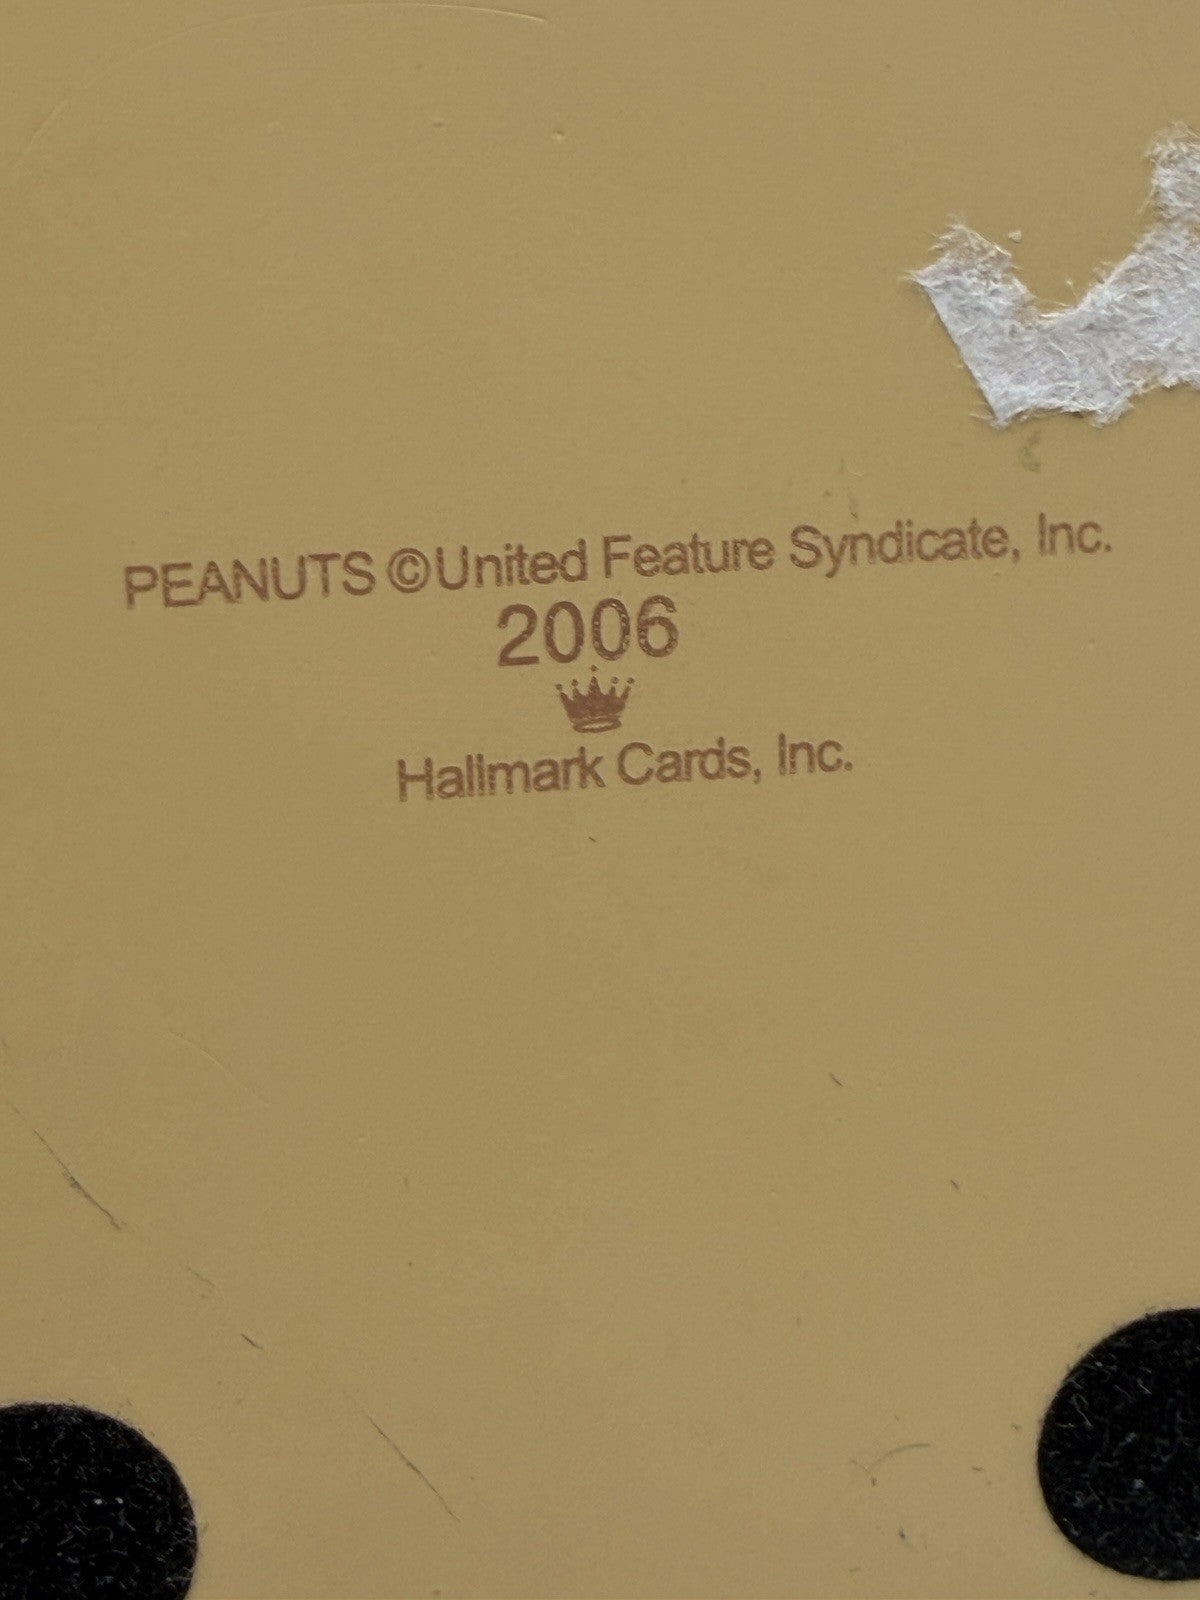 PEANUTS ©United Feature Syndicate, Inc.
2006
Hallmark Cards, Inc.